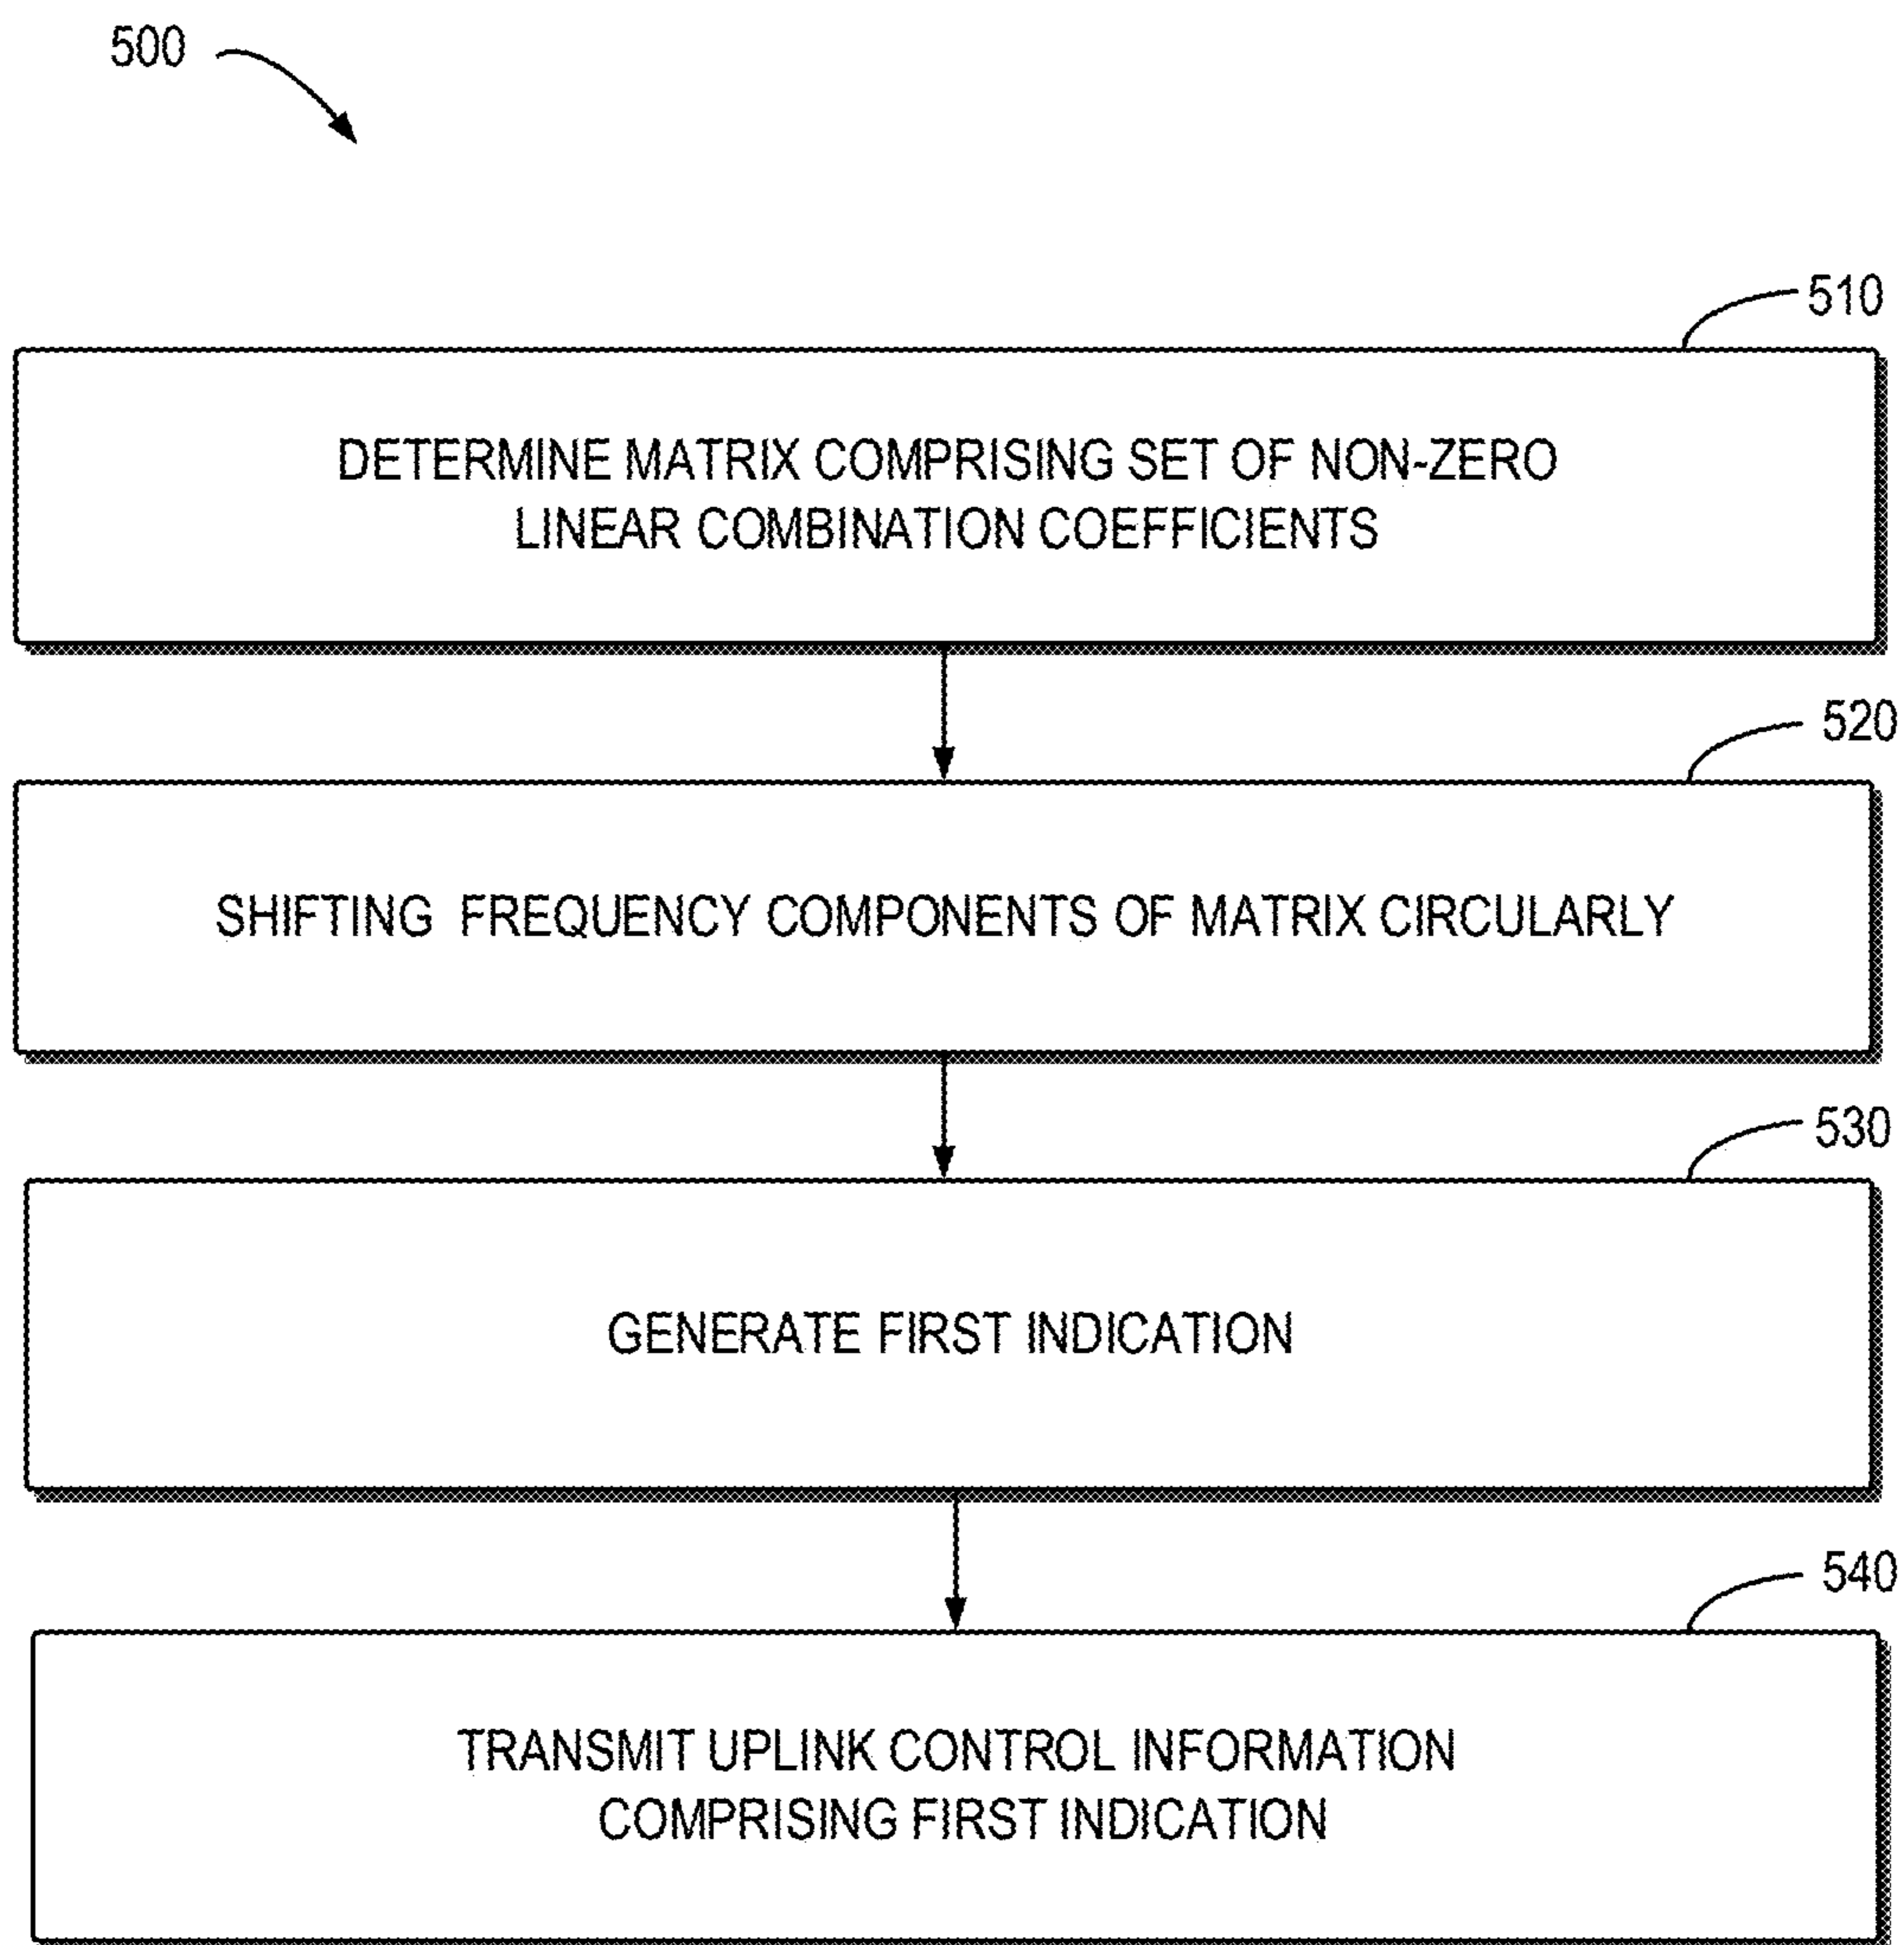 500
510
DETERMINE MATRIX COMPRISING SET OF NON-ZERO
LINEAR COMBINATION COEFFICIENTS
520
SHIFTING FREQUENCY COMPONENTS OF MATRIX CIRCULARLY
530
GENERATE FIRST INDICATION
540
TRANSMIT UPLINK CONTROL INFORMATION
COMPRISING FIRST INDICATION